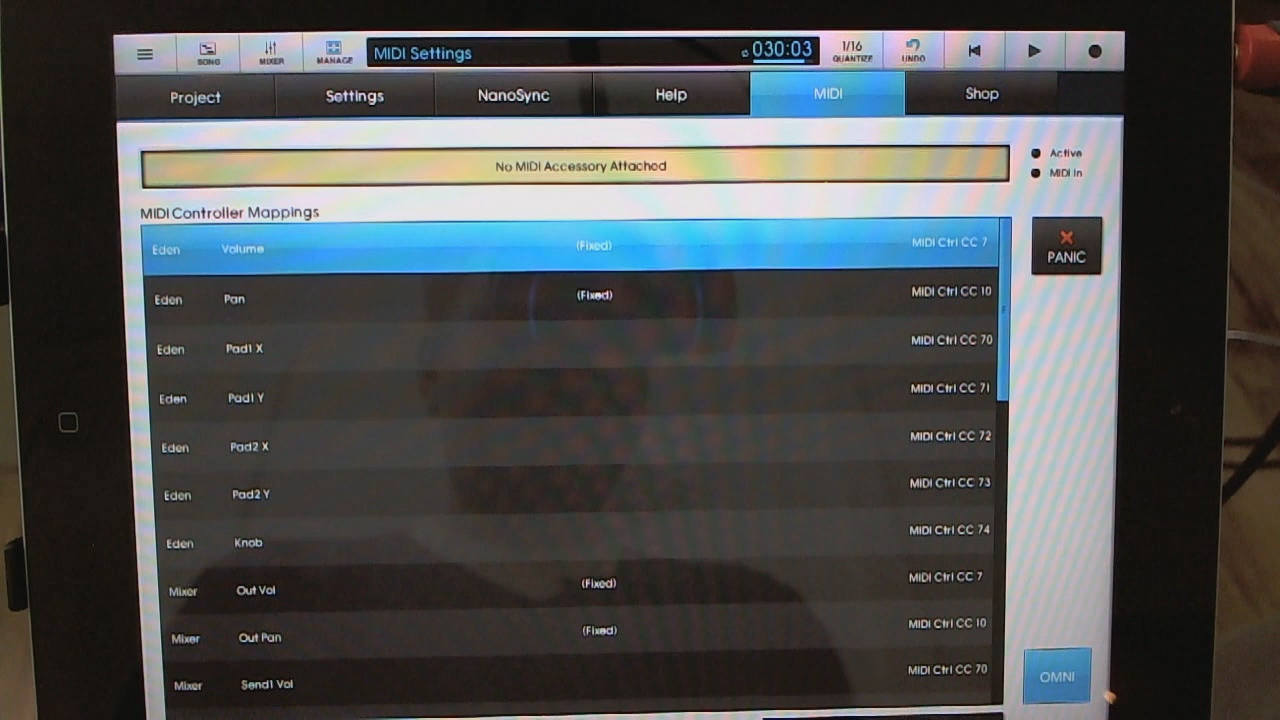 SONG MIXER MANAGE MIDI Settings 030:03 1/16 QUANTIZE UNDO
Project Settings NanoSync Help MIDI Shop
No MIDI Accessory Attached
Active
MIDI In
MIDI Controller Mappings
PANIC
Eden Volume (Fixed) MIDI Ctrl CC 7
Eden Pan (Fixed) MIDI Ctrl CC 10
Eden Pad1 X MIDI Ctrl CC 70
Eden Pad1 Y MIDI Ctrl CC 71
Eden Pad2 X MIDI Ctrl CC 72
Eden Pad2 Y MIDI Ctrl CC 73
Eden Knob MIDI Ctrl CC 74
Mixer Out Vol (Fixed) MIDI Ctrl CC 7
Mixer Out Pan (Fixed) MIDI Ctrl CC 10
Mixer Send1 Vol MIDI Ctrl CC 70
OMNI